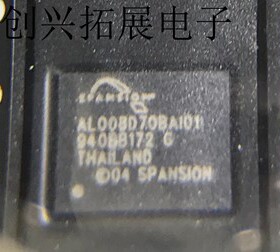 创兴拓展电子
SPANSION
AL008D70BAI01
940BB172 C
THAILAND
©04 SPANSION